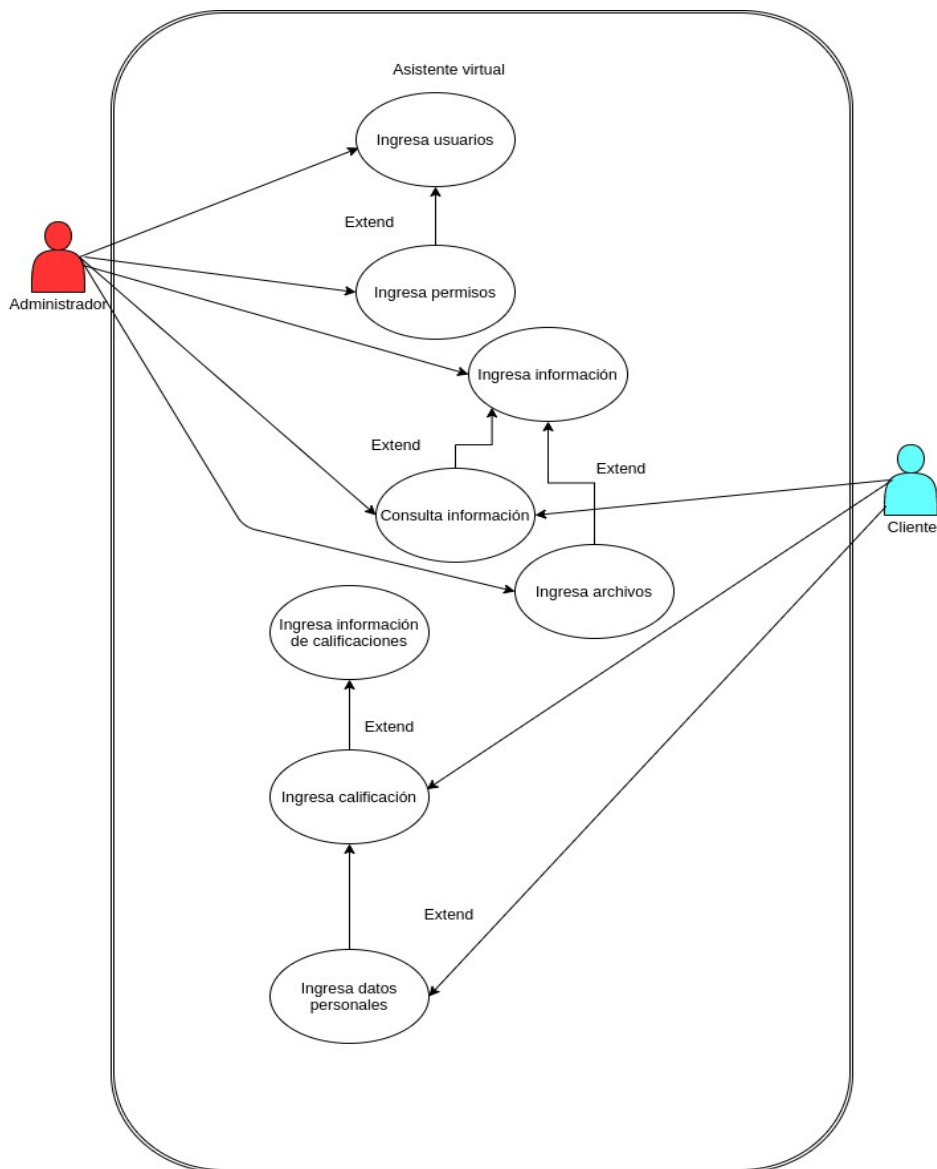 Asistente virtual
Ingresa usuarios
Extend
Ingresa permisos
Administrador
Ingresa información
Extend
Extend
Consulta información
Cliente
Ingresa archivos
Ingresa información
de calificaciones
Extend
Ingresa calificación
Extend
Ingresa datos
personales